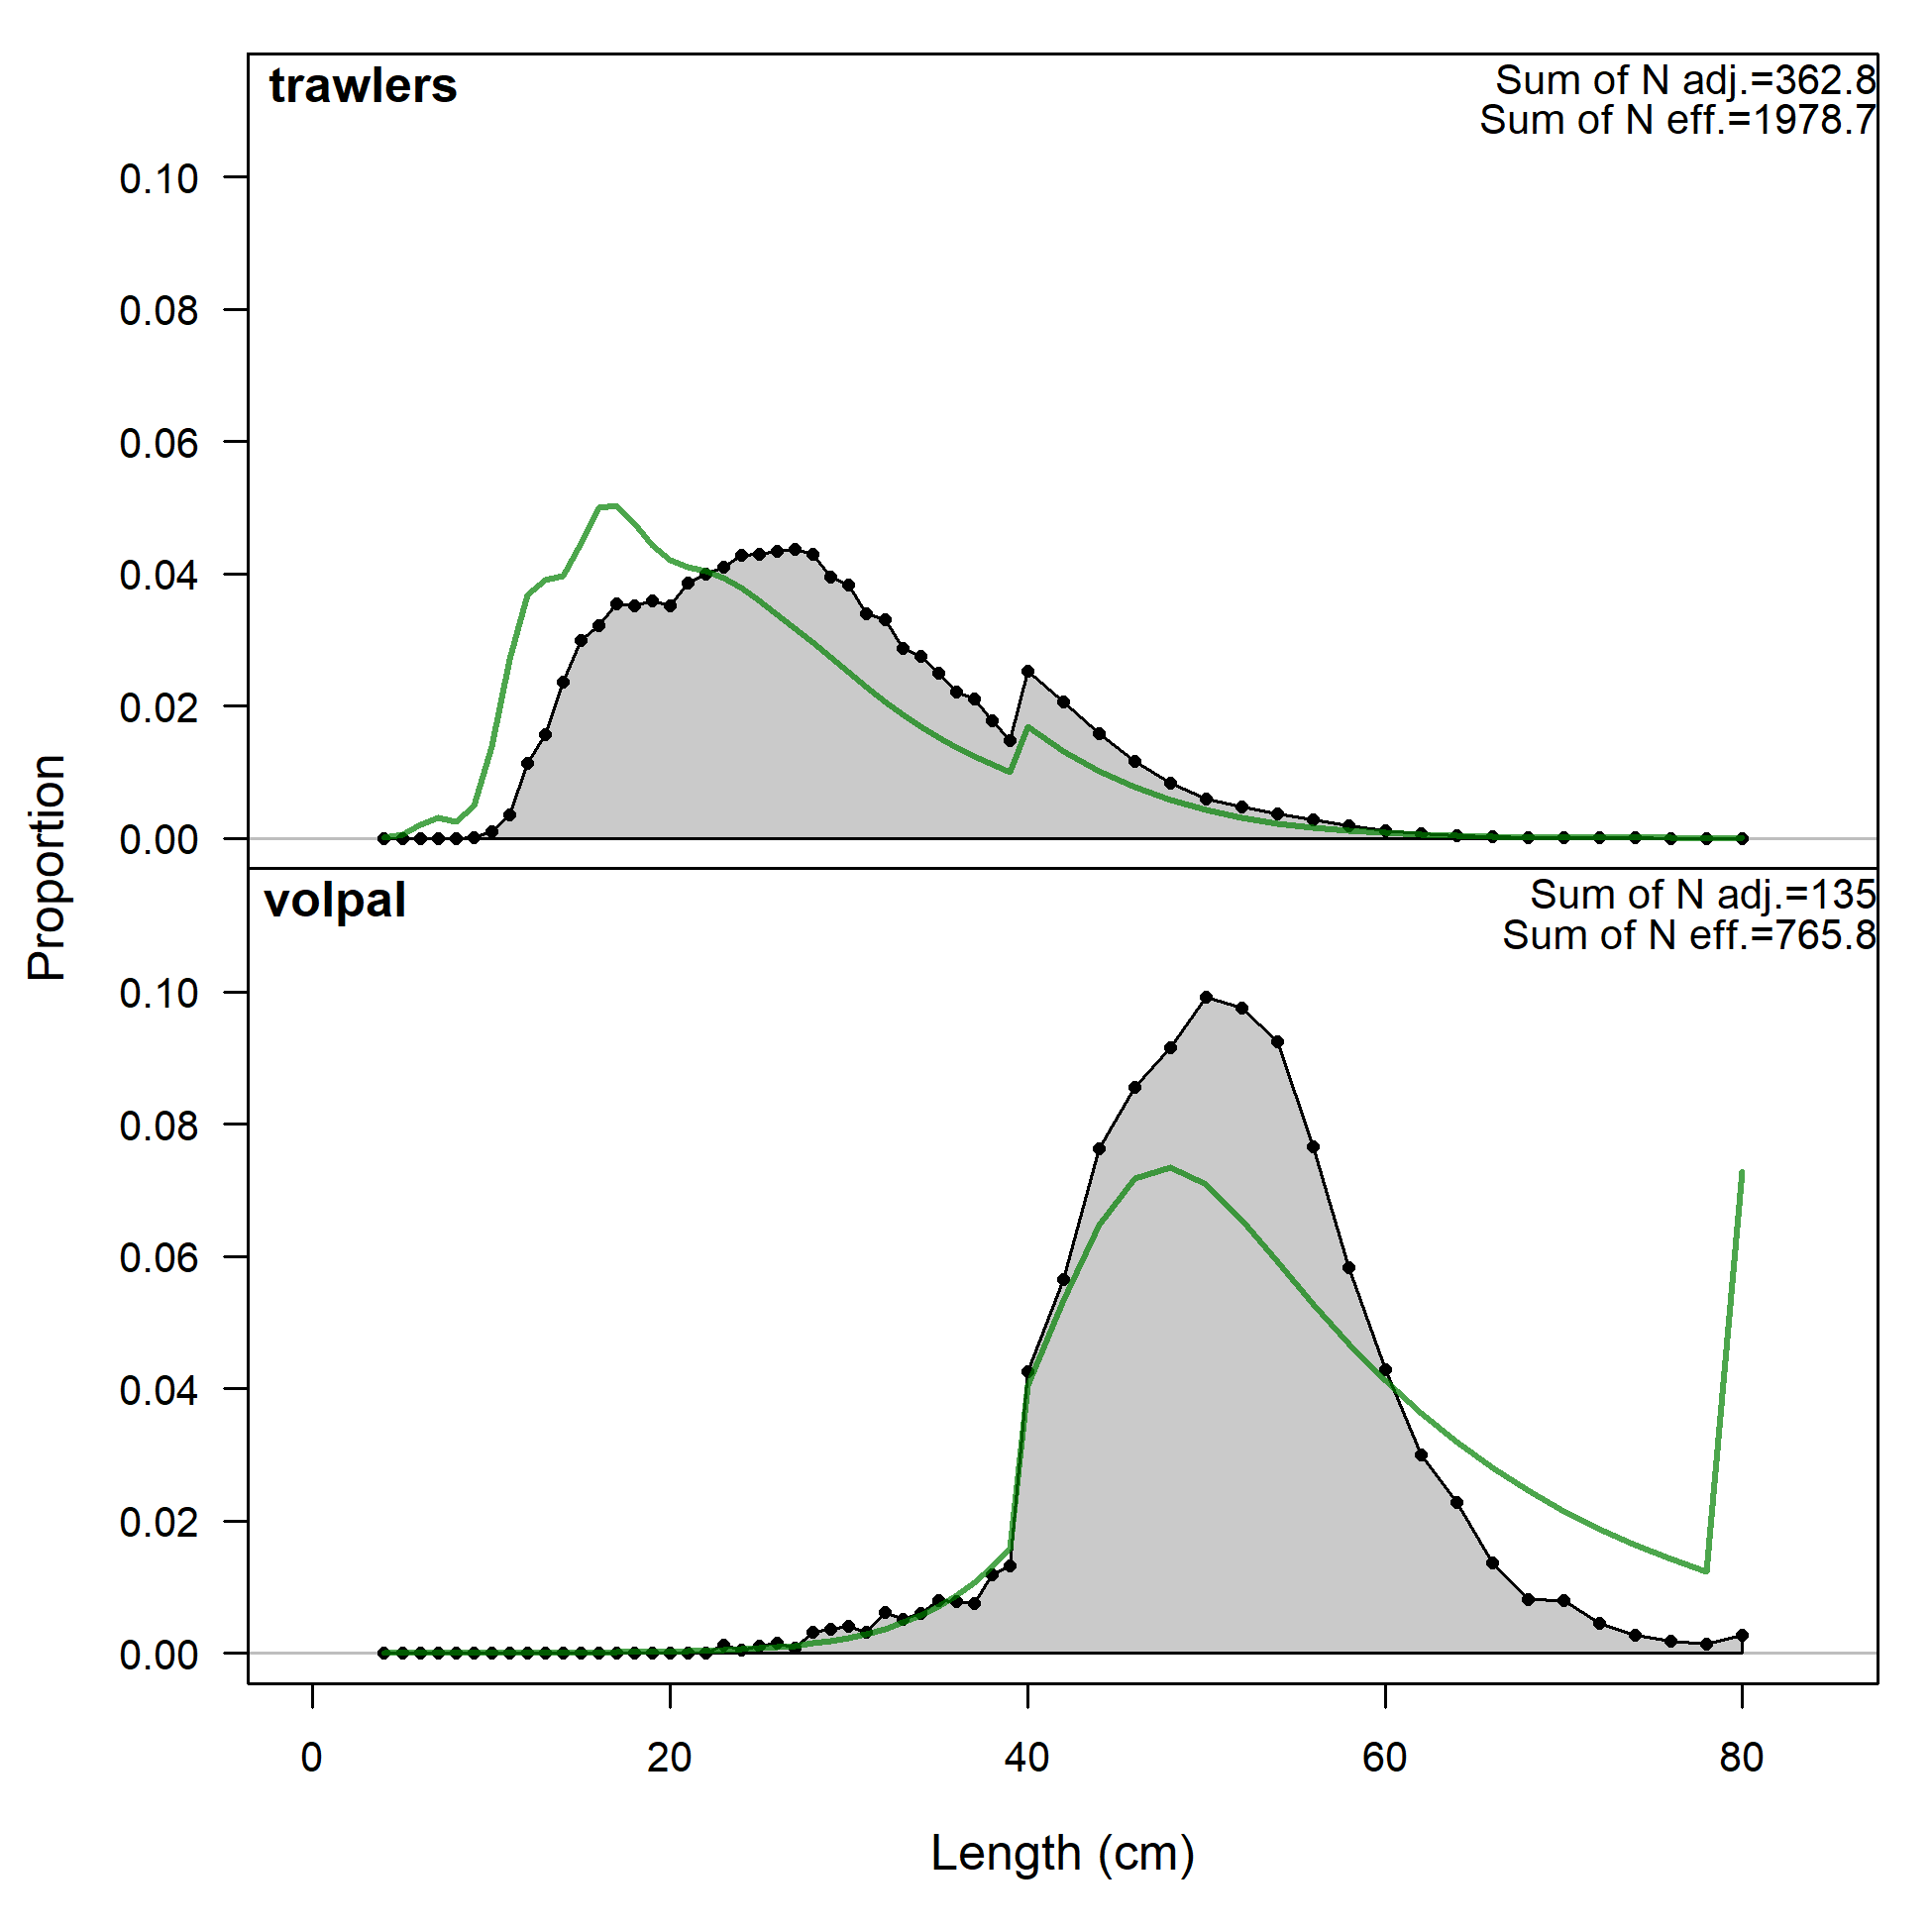 trawlers
Sum of N adj.=362.8
Sum of N eff.=1978.7
0.10
0.08
0.06
0.04
0.02
0.00
volpal
Sum of N adj.=135
Sum of N eff.=765.8
0.10
0.08
0.06
0.04
0.02
0.00
Proportion
0 20 40 60 80
Length (cm)